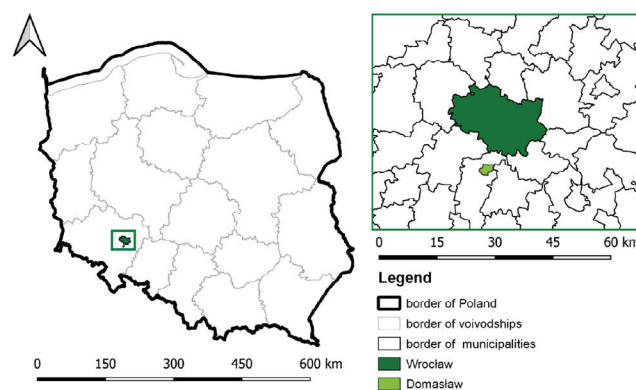 0 15 30 45 60 km
Legend
border of Poland
border of voivodships
border of municipalities
Wrocław
Domasław
0 150 300 450 600 km